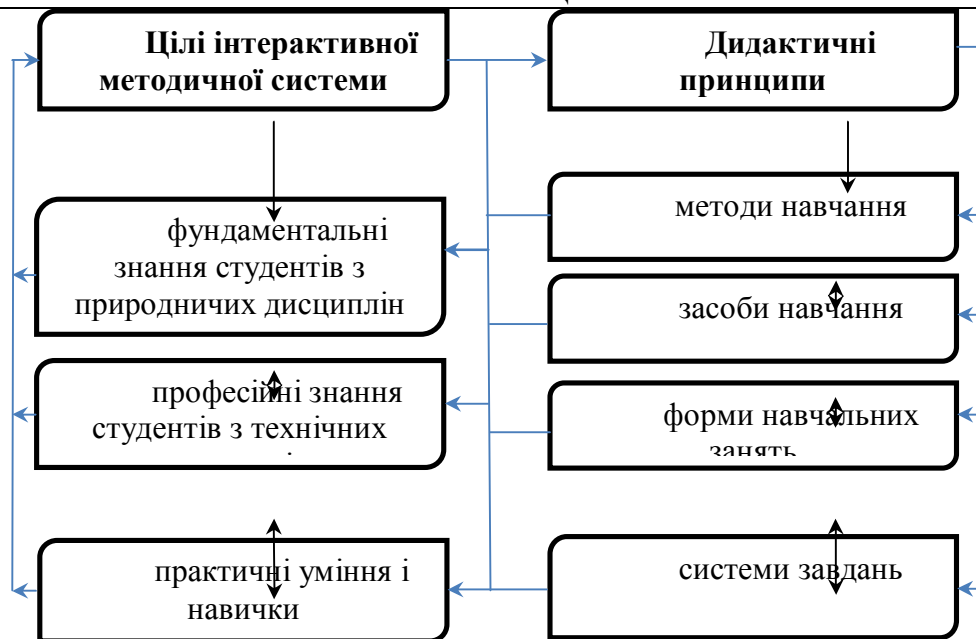 Цілі інтерактивної
методичної системи
Дидактичні
принципи
фундаментальні
знання студентів з
природничих дисциплін
професійні знання
студентів з технічних
практичні уміння і
навички
методи навчання
засоби навчання
форми навчальних
занять
системи завдань